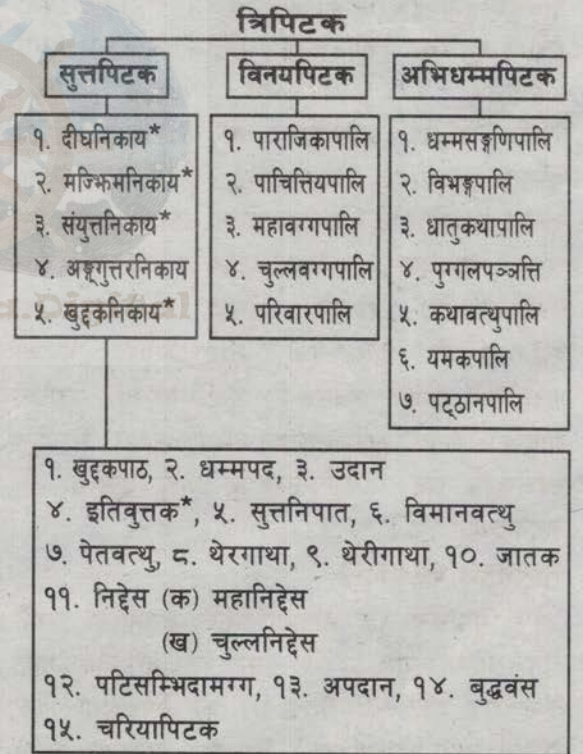 त्रिपिटक
सुत्तपिटक
विनयपिटक
अभिधम्मपिटक
१. दीघनिकाय*
२. मज्झिमनिकाय*
३. संयुत्तनिकाय*
४. अङ्गुत्तरनिकाय
५. खुद्दकनिकाय*
१. पाराजिकापालि
२. पाचित्तियपालि
३. महावग्गपालि
४. चुल्लवग्गपालि
५. परिवारपालि
१. धम्मसङ्गणिपालि
२. विभङ्गपालि
३. धातुकथापालि
४. पुग्गलपञ्ञत्ति
५. कथावत्थुपालि
६. यमकपालि
७. पट्ठानपालि
१. खुद्दकपाठ, २. धम्मपद, ३. उदान
४. इतिवुत्तक*, ५. सुत्तनिपात, ६. विमानवत्थु
७. पेतवत्थु, ८. थेरगाथा, ९. थेरीगाथा, १०. जातक
११. निद्देस (क) महानिद्देस
(ख) चुल्लनिद्देस
१२. पटिसम्भिदामग्ग, १३. अपदान, १४. बुद्धवंस
१५. चरियापिटक